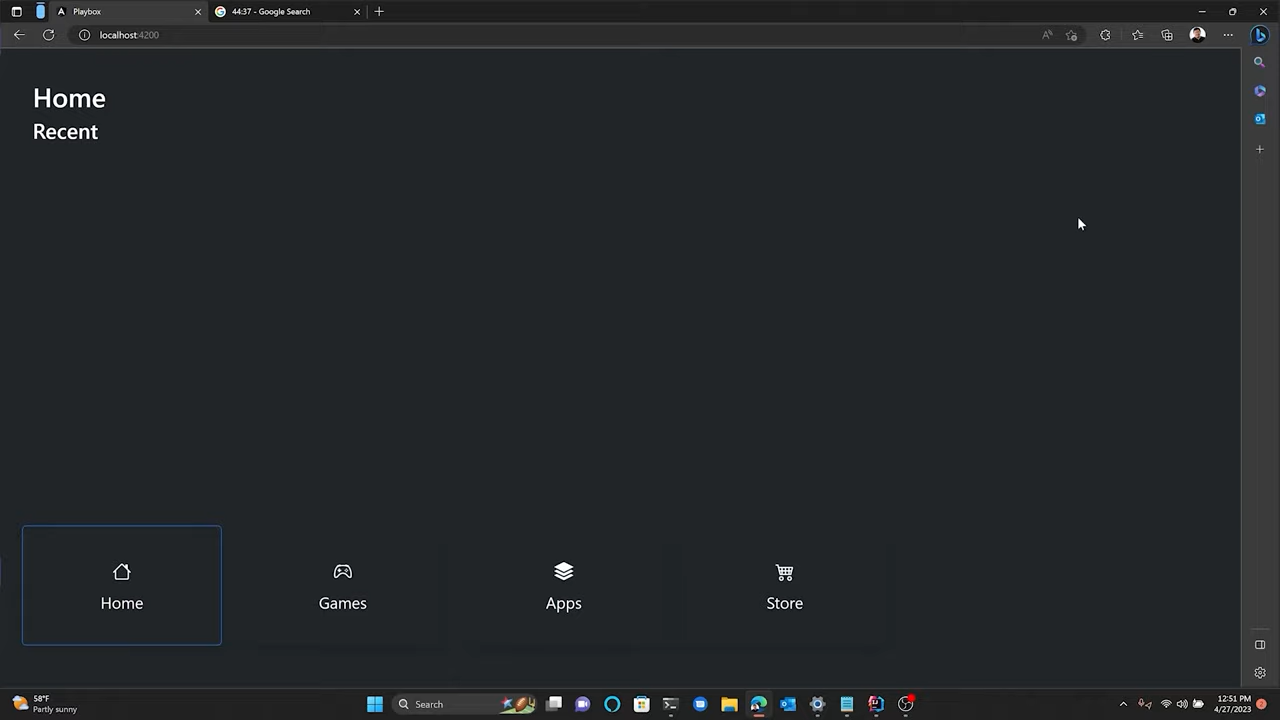 Playbox
44:37 - Google Search
localhost:4200
Home
Recent
Home
Games
Apps
Store
58°F
Partly sunny
Search
12:51 PM
4/27/2023